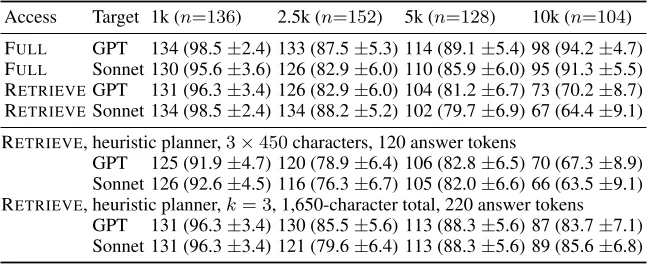 Access Target 1k (n=136) 2.5k (n=152) 5k (n=128) 10k (n=104)
FULL GPT 134 (98.5 ±2.4) 133 (87.5 ±5.3) 114 (89.1 ±5.4) 98 (94.2 ±4.7)
FULL Sonnet 130 (95.6 ±3.6) 126 (82.9 ±6.0) 110 (85.9 ±6.0) 95 (91.3 ±5.5)
RETRIEVE GPT 131 (96.3 ±3.4) 126 (82.9 ±6.0) 104 (81.2 ±6.7) 73 (70.2 ±8.7)
RETRIEVE Sonnet 134 (98.5 ±2.4) 134 (88.2 ±5.2) 102 (79.7 ±6.9) 67 (64.4 ±9.1)
RETRIEVE, heuristic planner, 3 × 450 characters, 120 answer tokens
GPT 125 (91.9 ±4.7) 120 (78.9 ±6.4) 106 (82.8 ±6.5) 70 (67.3 ±8.9)
Sonnet 126 (92.6 ±4.5) 116 (76.3 ±6.7) 105 (82.0 ±6.6) 66 (63.5 ±9.1)
RETRIEVE, heuristic planner, k = 3, 1,650-character total, 220 answer tokens
GPT 131 (96.3 ±3.4) 130 (85.5 ±5.6) 113 (88.3 ±5.6) 87 (83.7 ±7.1)
Sonnet 131 (96.3 ±3.4) 121 (79.6 ±6.4) 113 (88.3 ±5.6) 89 (85.6 ±6.8)